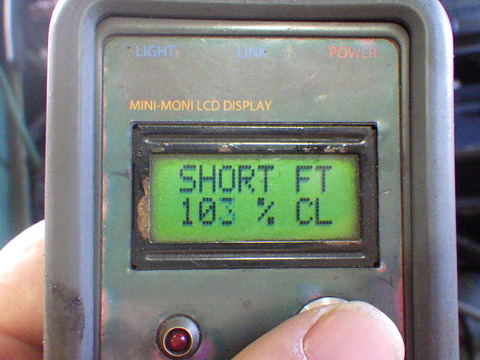 LIGHT LINK POWER
MINI-MONI LCD DISPLAY
SHORT FT
103 % CL